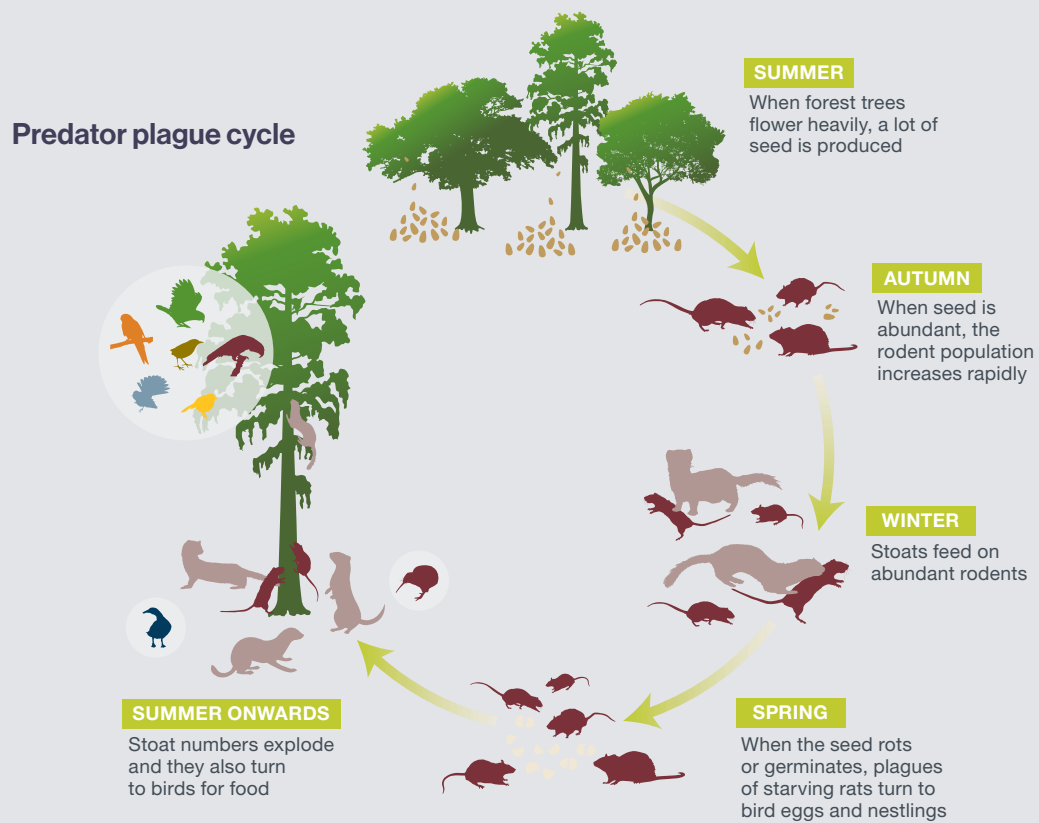 Predator plague cycle
SUMMER
When forest trees
flower heavily, a lot of
seed is produced
AUTUMN
When seed is
abundant, the
rodent population
increases rapidly
WINTER
Stoats feed on
abundant rodents
SPRING
When the seed rots
or germinates, plagues
of starving rats turn to
bird eggs and nestlings
SUMMER ONWARDS
Stoat numbers explode
and they also turn
to birds for food